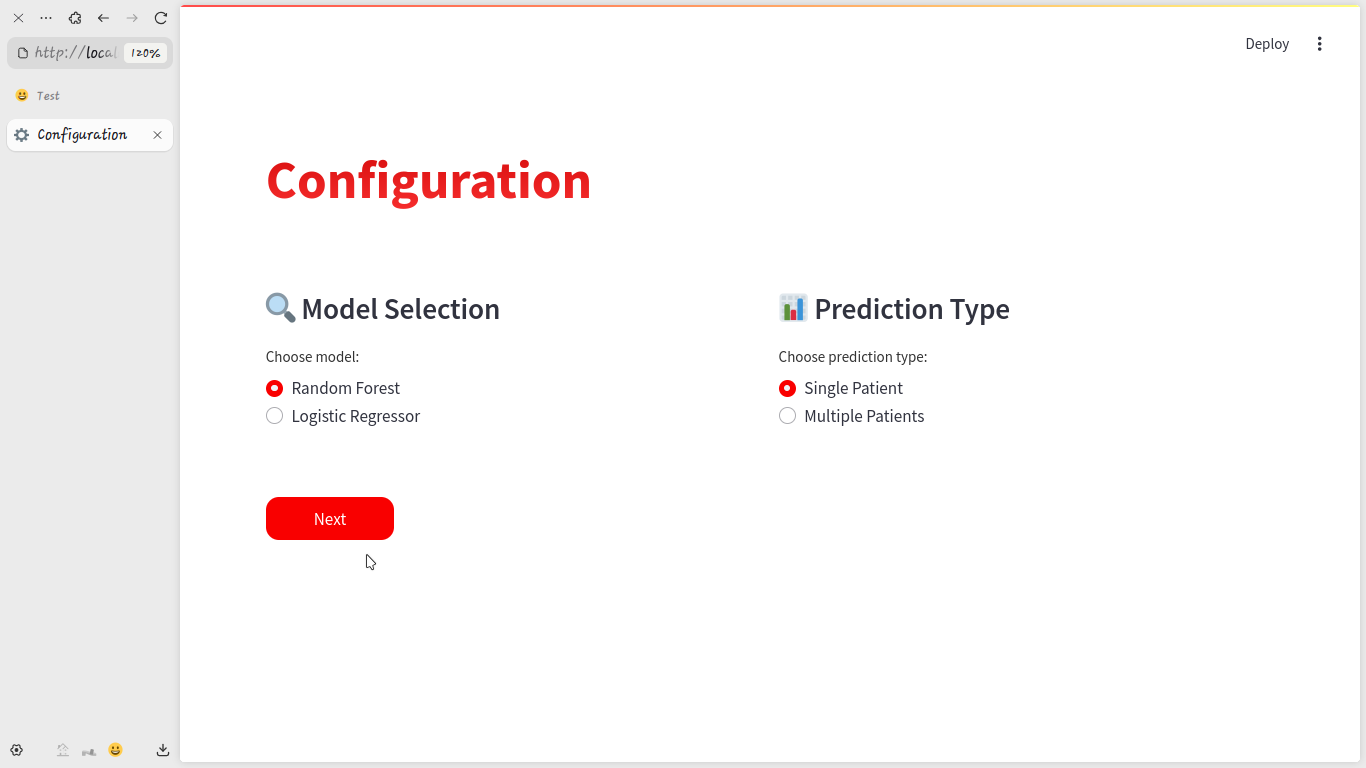 http://local
120%
Test
Configuration
Deploy
Configuration
Model Selection
Choose model:
Random Forest
Logistic Regressor
Prediction Type
Choose prediction type:
Single Patient
Multiple Patients
Next